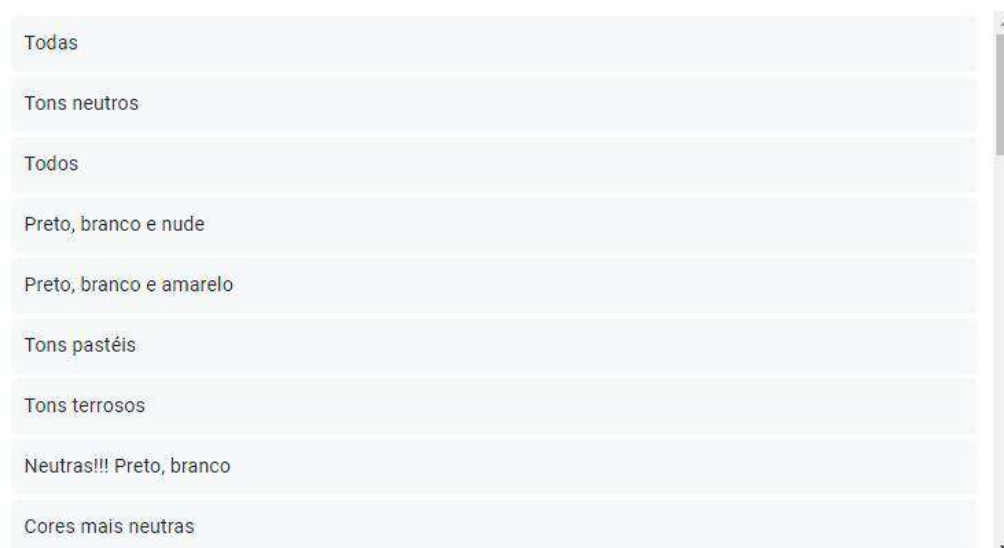 Todas
Tons neutros
Todos
Preto, branco e nude
Preto, branco e amarelo
Tons pastéis
Tons terrosos
Neutras!!! Preto, branco
Cores mais neutras